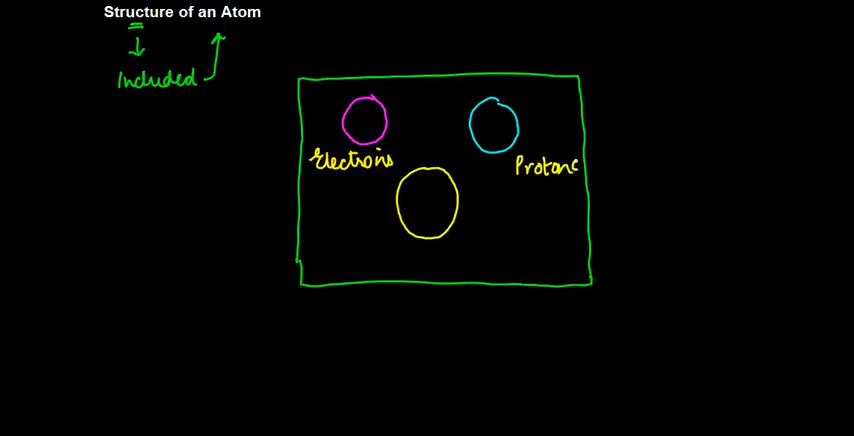 Structure of an Atom
Included
Electrons
Protons